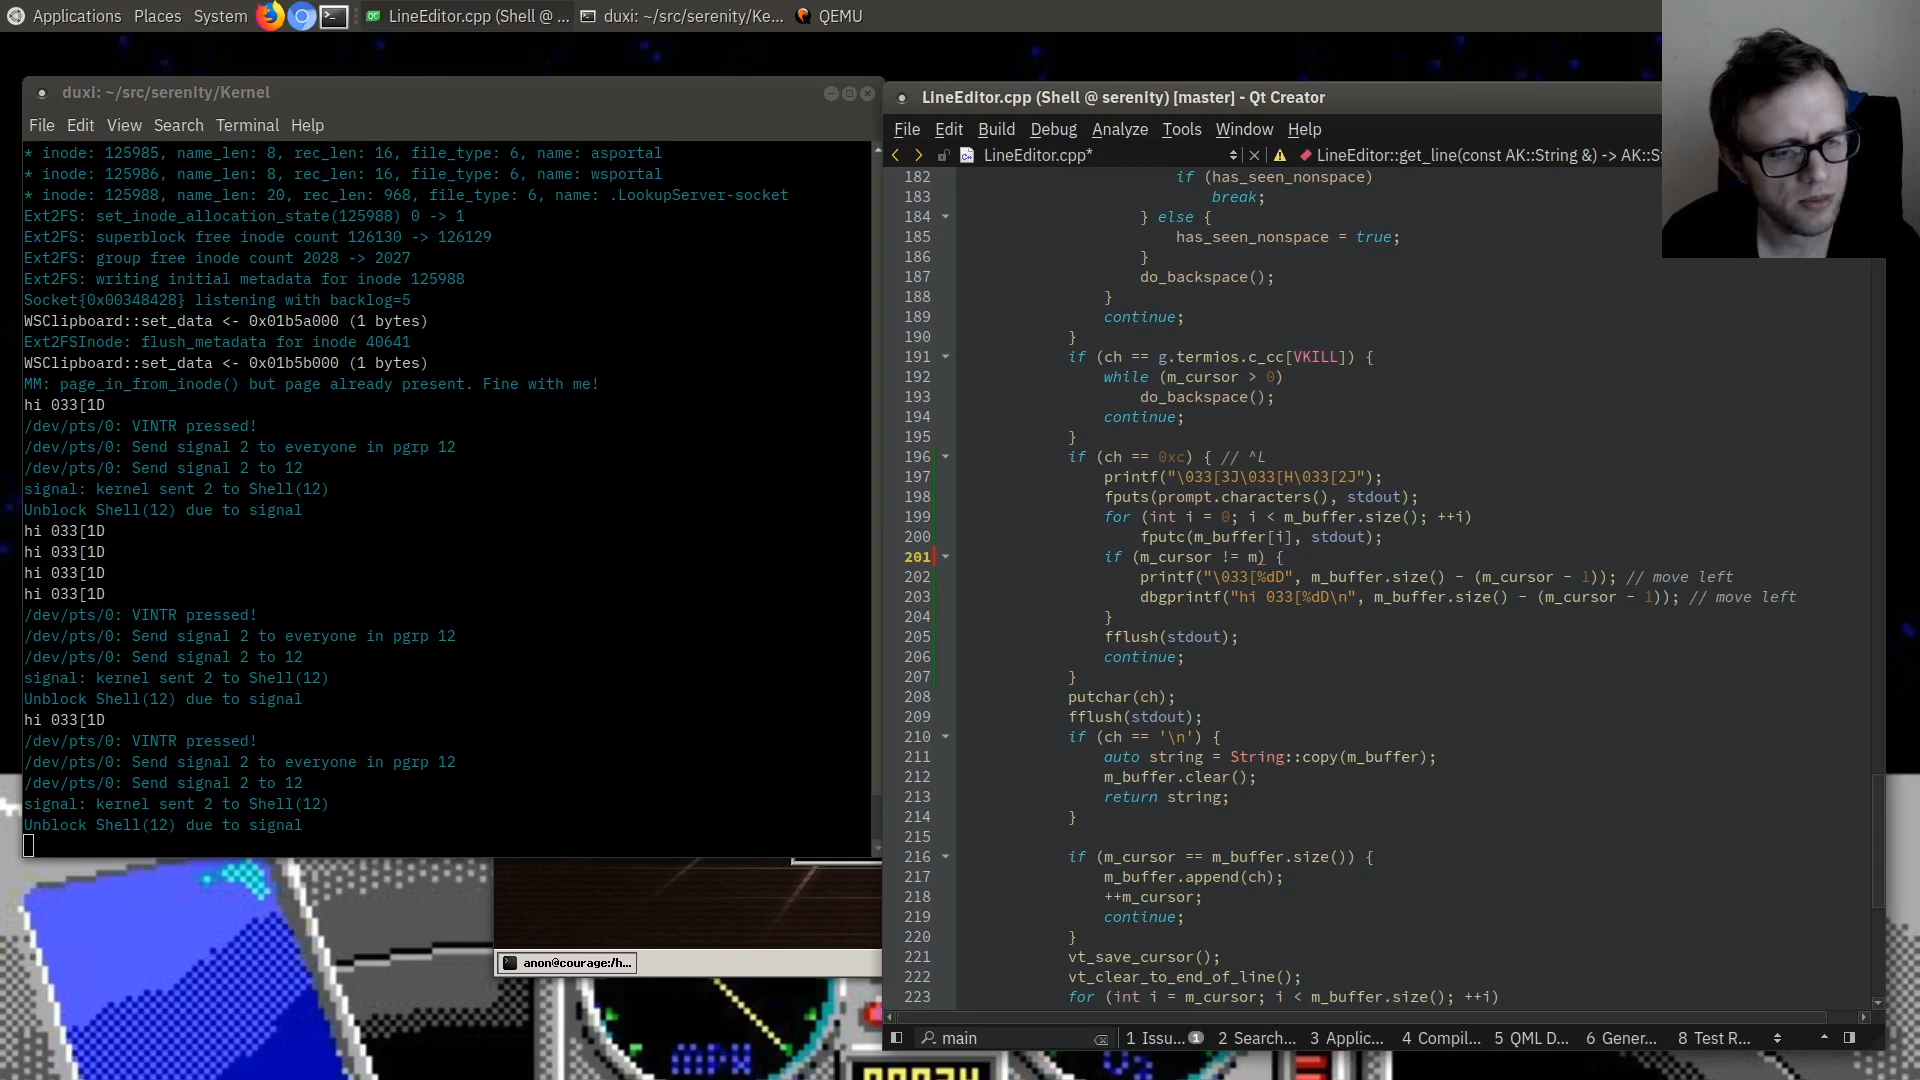 Applications Places System LineEditor.cpp (Shell @ ... duxi: ~/src/serenity/Ke... QEMU
duxi: ~/src/serenity/Kernel
File Edit View Search Terminal Help
* inode: 125985, name_len: 8, rec_len: 16, file_type: 6, name: asportal
* inode: 125986, name_len: 8, rec_len: 16, file_type: 6, name: wsportal
* inode: 125988, name_len: 20, rec_len: 968, file_type: 6, name: .LookupServer-socket
Ext2FS: set_inode_allocation_state(125988) 0 -> 1
Ext2FS: superblock free inode count 126130 -> 126129
Ext2FS: group free inode count 2028 -> 2027
Ext2FS: writing initial metadata for inode 125988
Socket{0x00348428} listening with backlog=5
WSClipboard::set_data <- 0x01b5a000 (1 bytes)
Ext2FSInode: flush_metadata for inode 40641
WSClipboard::set_data <- 0x01b5b000 (1 bytes)
MM: page_in_from_inode() but page already present. Fine with me!
hi 033[1D
/dev/pts/0: VINTR pressed!
/dev/pts/0: Send signal 2 to everyone in pgrp 12
/dev/pts/0: Send signal 2 to 12
signal: kernel sent 2 to Shell(12)
Unblock Shell(12) due to signal
hi 033[1D
hi 033[1D
hi 033[1D
hi 033[1D
/dev/pts/0: VINTR pressed!
/dev/pts/0: Send signal 2 to everyone in pgrp 12
/dev/pts/0: Send signal 2 to 12
signal: kernel sent 2 to Shell(12)
Unblock Shell(12) due to signal
hi 033[1D
/dev/pts/0: VINTR pressed!
/dev/pts/0: Send signal 2 to everyone in pgrp 12
/dev/pts/0: Send signal 2 to 12
signal: kernel sent 2 to Shell(12)
Unblock Shell(12) due to signal
anon@courage:/h...
LineEditor.cpp (Shell @ serenity) [master] - Qt Creator
File Edit Build Debug Analyze Tools Window Help
LineEditor.cpp* LineEditor::get_line(const AK::String &) -> AK::St
182 if (has_seen_nonspace)
183 break;
184 } else {
185 has_seen_nonspace = true;
186 }
187 do_backspace();
188 }
189 continue;
190 }
191 if (ch == g.termios.c_cc[VKILL]) {
192 while (m_cursor > 0)
193 do_backspace();
194 continue;
195 }
196 if (ch == 0xc) { // ^L
197 printf("\033[3J\033[H\033[2J");
198 fputs(prompt.characters(), stdout);
199 for (int i = 0; i < m_buffer.size(); ++i)
200 fputc(m_buffer[i], stdout);
201 if (m_cursor != m) {
202 printf("\033[%dD", m_buffer.size() - (m_cursor - 1)); // move left
203 dbgprintf("hi 033[%dD\n", m_buffer.size() - (m_cursor - 1)); // move left
204 }
205 fflush(stdout);
206 continue;
207 }
208 putchar(ch);
209 fflush(stdout);
210 if (ch == '\n') {
211 auto string = String::copy(m_buffer);
212 m_buffer.clear();
213 return string;
214 }
215
216 if (m_cursor == m_buffer.size()) {
217 m_buffer.append(ch);
218 ++m_cursor;
219 continue;
220 }
221 vt_save_cursor();
222 vt_clear_to_end_of_line();
223 for (int i = m_cursor; i < m_buffer.size(); ++i)
main 1 Issu... 1 2 Search... 3 Applic... 4 Compil... 5 QML D... 6 Gener... 8 Test R...